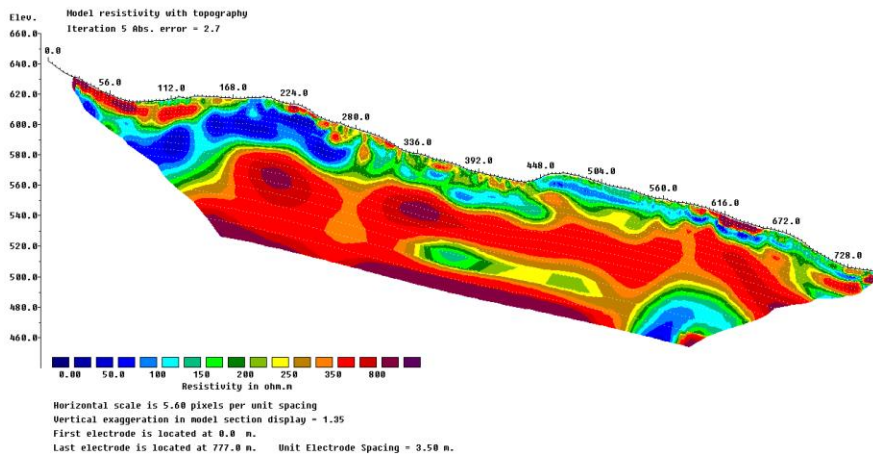 Model resistivity with topography
Elev.
Iteration 5 Abs. error = 2.7
660.0
0.0
640.0
56.0
112.0
168.0
224.0
620.0
280.0
600.0
336.0
580.0
392.0
448.0
504.0
560.0
560.0
616.0
540.0
672.0
520.0
728.0
500.0
480.0
460.0
0.00 50.0 100 150 200 250 350 800
Resistivity in ohm.m
Horizontal scale is 5.60 pixels per unit spacing
Vertical exaggeration in model section display = 1.35
First electrode is located at 0.0 m.
Last electrode is located at 777.0 m. Unit Electrode Spacing = 3.50 m.